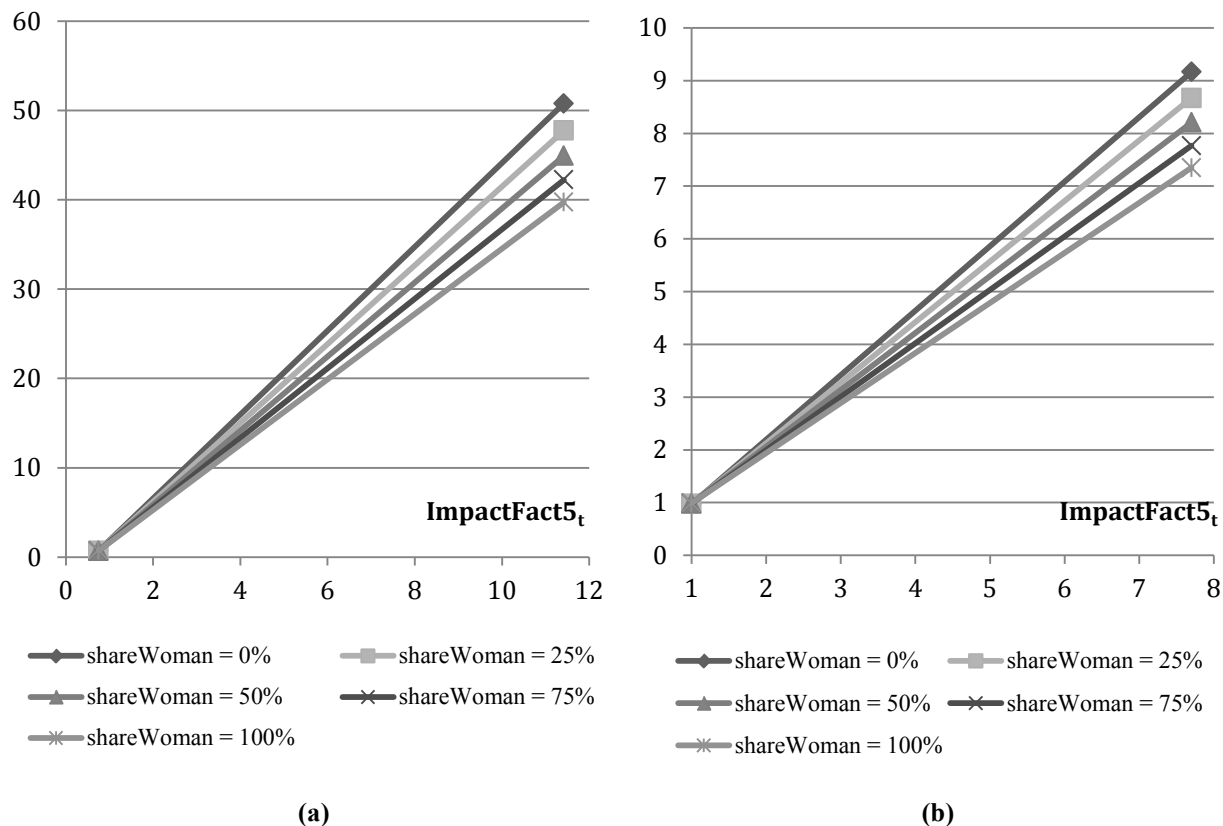 60
50
40
30
20
10
0
0 2 4 6 8 10 12
ImpactFact5t
shareWoman = 0% shareWoman = 25%
shareWoman = 50% shareWoman = 75%
shareWoman = 100%
(a)
10
9
8
7
6
5
4
3
2
1
0
1 2 3 4 5 6 7 8
ImpactFact5t
shareWoman = 0% shareWoman = 25%
shareWoman = 50% shareWoman = 75%
shareWoman = 100%
(b)